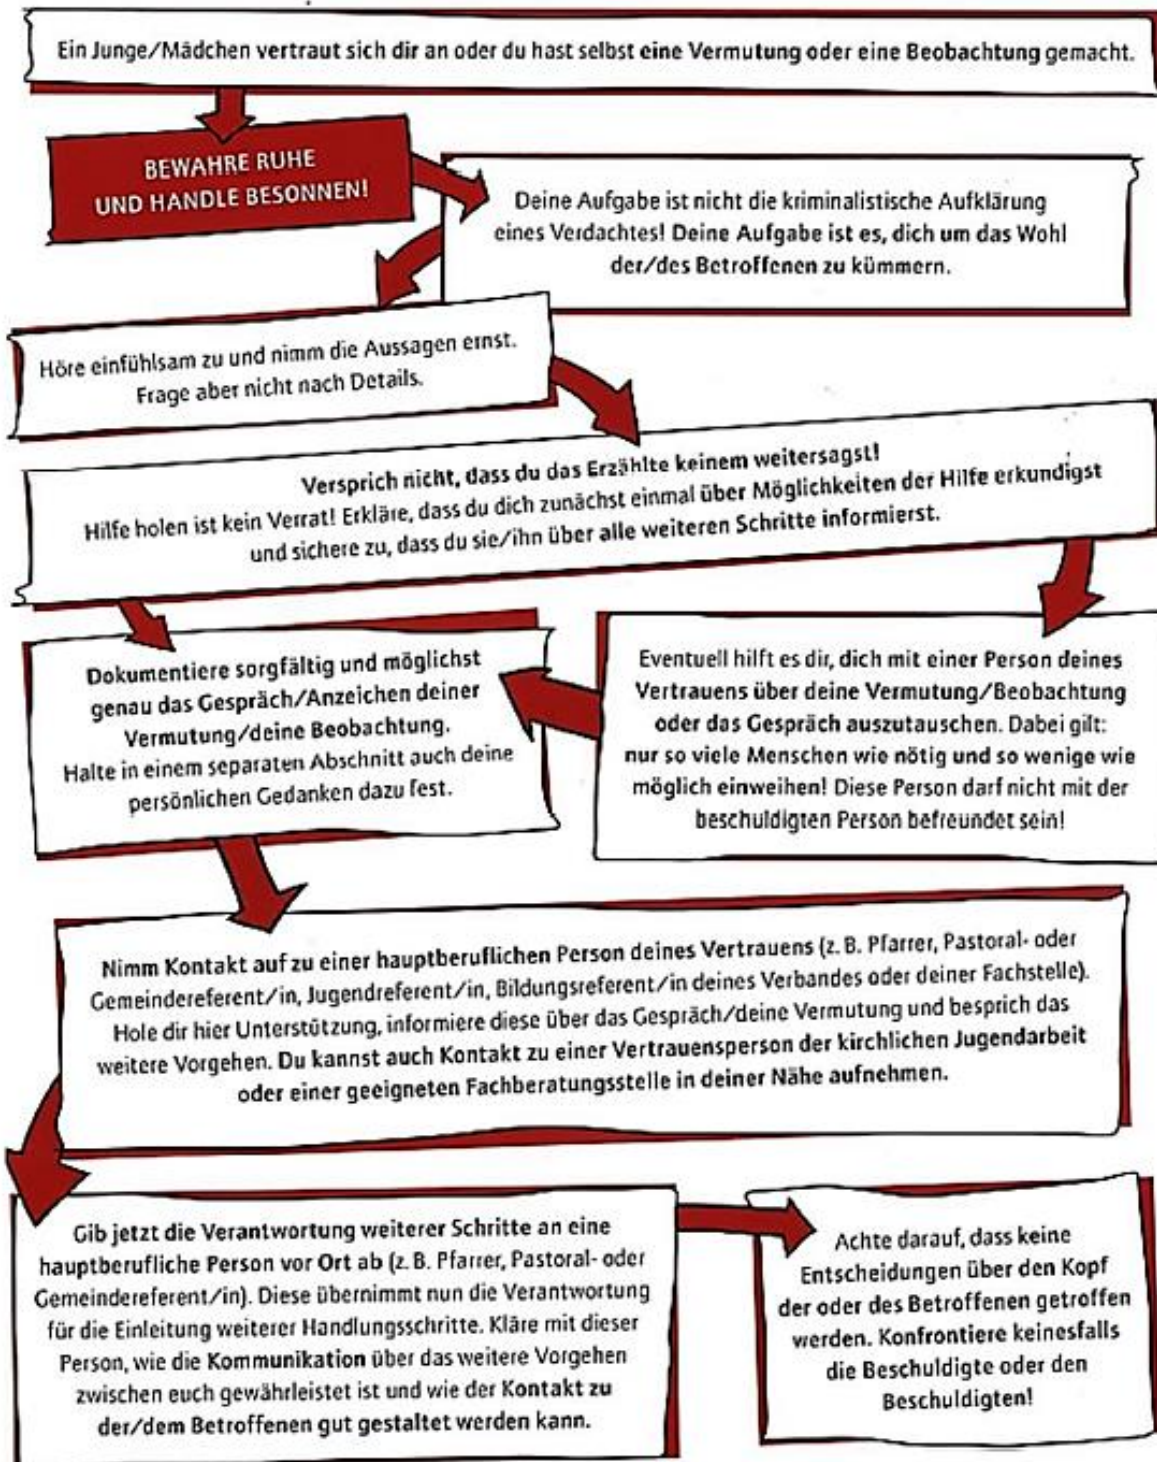 Ein Junge/Mädchen vertraut sich dir an oder du hast selbst eine Vermutung oder eine Beobachtung gemacht.
BEWAHRE RUHE
UND HANDLE BESONNEN!
Deine Aufgabe ist nicht die kriminalistische Aufklärung
eines Verdachtes! Deine Aufgabe ist es, dich um das Wohl
der/des Betroffenen zu kümmern.
Höre einfühlsam zu und nimm die Aussagen ernst.
Frage aber nicht nach Details.
Versprich nicht, dass du das Erzählte keinem weitersagst!
Hilfe holen ist kein Verrat! Erkläre, dass du dich zunächst einmal über Möglichkeiten der Hilfe erkundigst
und sichere zu, dass du sie/ihn über alle weiteren Schritte informierst.
Dokumentiere sorgfältig und möglichst
genau das Gespräch/Anzeichen deiner
Vermutung/deine Beobachtung.
Halte in einem separaten Abschnitt auch deine
persönlichen Gedanken dazu fest.
Eventuell hilft es dir, dich mit einer Person deines
Vertrauens über deine Vermutung/Beobachtung
oder das Gespräch auszutauschen. Dabei gilt:
nur so viele Menschen wie nötig und so wenige wie
möglich einweihen! Diese Person darf nicht mit der
beschuldigten Person befreundet sein!
Nimm Kontakt auf zu einer hauptberuflichen Person deines Vertrauens (z. B. Pfarrer, Pastoral- oder
Gemeindereferent/in, Jugendreferent/in, Bildungsreferent/in deines Verbandes oder deiner Fachstelle).
Hole dir hier Unterstützung, informiere diese über das Gespräch/deine Vermutung und besprich das
weitere Vorgehen. Du kannst auch Kontakt zu einer Vertrauensperson der kirchlichen Jugendarbeit
oder einer geeigneten Fachberatungsstelle in deiner Nähe aufnehmen.
Gib jetzt die Verantwortung weiterer Schritte an eine
hauptberufliche Person vor Ort ab (z. B. Pfarrer, Pastoral- oder
Gemeindereferent/in). Diese übernimmt nun die Verantwortung
für die Einleitung weiterer Handlungsschritte. Kläre mit dieser
Person, wie die Kommunikation über das weitere Vorgehen
zwischen euch gewährleistet ist und wie der Kontakt zu
der/dem Betroffenen gut gestaltet werden kann.
Achte darauf, dass keine
Entscheidungen über den Kopf
der oder des Betroffenen getroffen
werden. Konfrontiere keinesfalls
die Beschuldigte oder den
Beschuldigten!